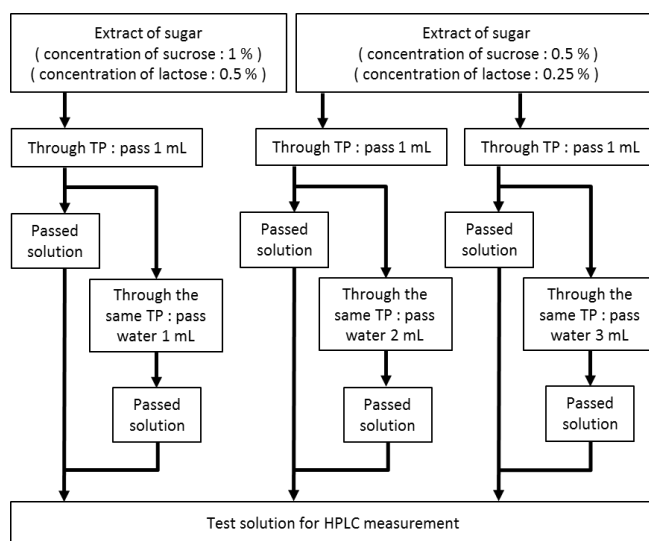 Extract of sugar
( concentration of sucrose : 1 % )
( concentration of lactose : 0.5 % )
Extract of sugar
( concentration of sucrose : 0.5 % )
( concentration of lactose : 0.25 % )
Through TP : pass 1 mL
Through TP : pass 1 mL
Through TP : pass 1 mL
Passed
solution
Passed
solution
Passed
solution
Through the
same TP : pass
water 1 mL
Through the
same TP : pass
water 2 mL
Through the
same TP : pass
water 3 mL
Passed
solution
Passed
solution
Passed
solution
Test solution for HPLC measurement